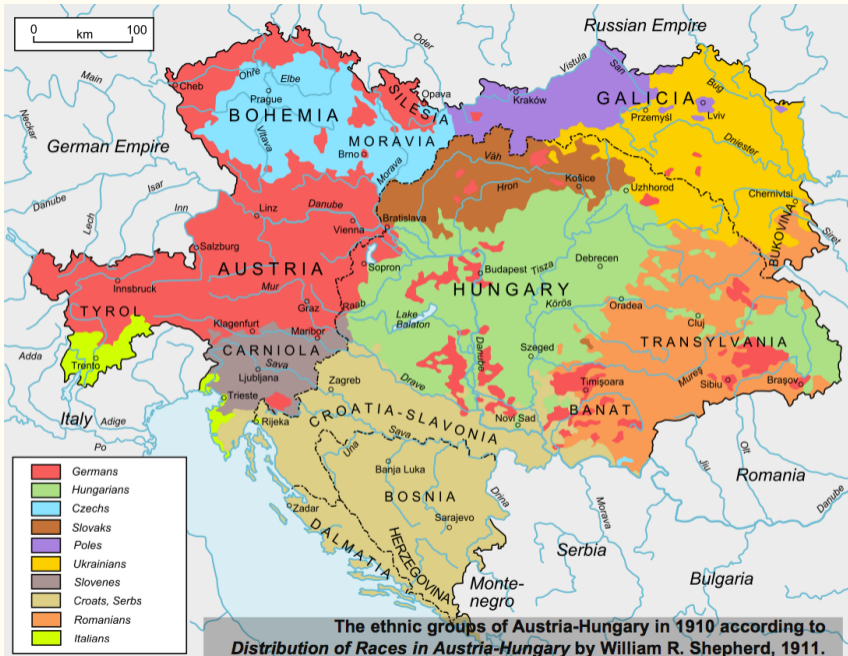 0 100
km
Russian Empire
Oder
Vistula
San
Bug
Main
Ohře
Elbe
Cheb
Prague
Opava
SILESIA
Kraków
GALICIA
Przemyśl
Lviv
BOHEMIA
Neckar
Vltava
MORAVIA
Brno
Morava
Dniester
German Empire
Váh
Hron
Košice
Uzhhorod
Chernivtsi
Isar
Danube
Lech
Inn
Linz
Danube
Vienna
Bratislava
BUKOVINA
Siret
Salzburg
Sopron
Budapest
Tisza
Debrecen
AUSTRIA
Innsbruck
Mur
HUNGARY
Graz
Raab
Körös
Oradea
TYROL
Klagenfurt
Maribor
Lake
Balaton
Cluj
TRANSYLVANIA
Adda
Trento
CARNIOLA
Sava
Ljubljana
Danube
Szeged
Drave
Zagreb
Timișoara
Mureș
Sibiu
Brașov
Trieste
BANAT
Italy
Adige
Po
Rijeka
CROATIA-SLAVONIA
Novi Sad
Sava
Una
Banja Luka
Olt
Jiu
Romania
Danube
BOSNIA
Drina
Morava
Zadar
Sarajevo
DALMATIA
HERZEGOVINA
Serbia
Monte-
negro
Bulgaria
Germans
Hungarians
Czechs
Slovaks
Poles
Ukrainians
Slovenes
Croats, Serbs
Romanians
Italians
The ethnic groups of Austria-Hungary in 1910 according to
Distribution of Races in Austria-Hungary by William R. Shepherd, 1911.